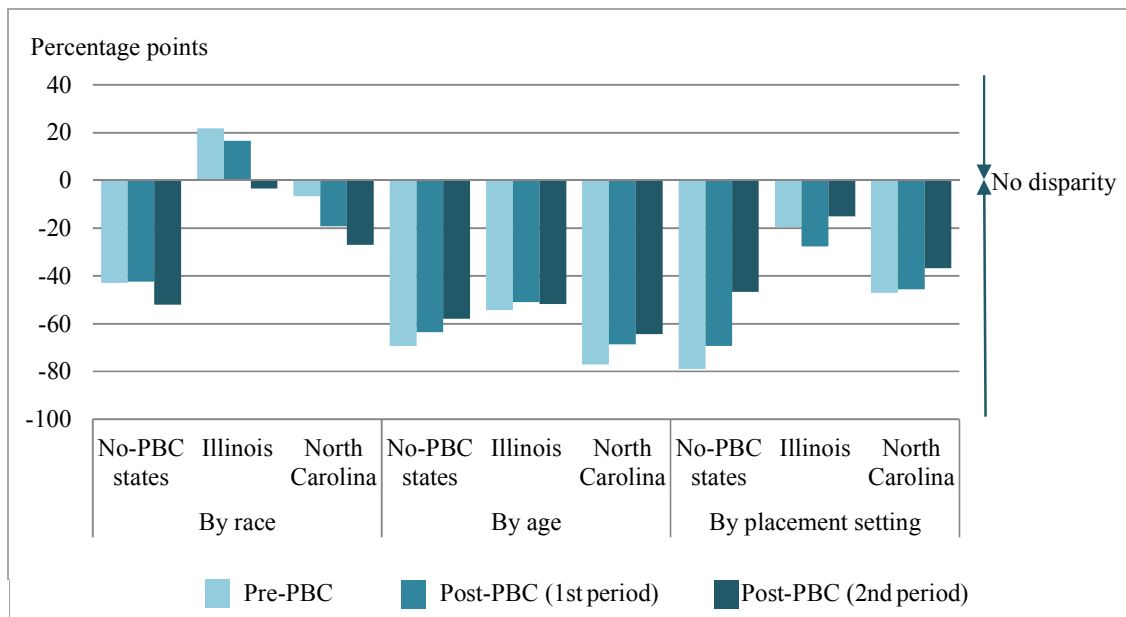 Percentage points
40
20
0
-20
-40
-60
-80
-100
No disparity
No-PBC states
Illinois
North Carolina
No-PBC states
Illinois
North Carolina
No-PBC states
Illinois
North Carolina
By race
By age
By placement setting
Pre-PBC
Post-PBC (1st period)
Post-PBC (2nd period)